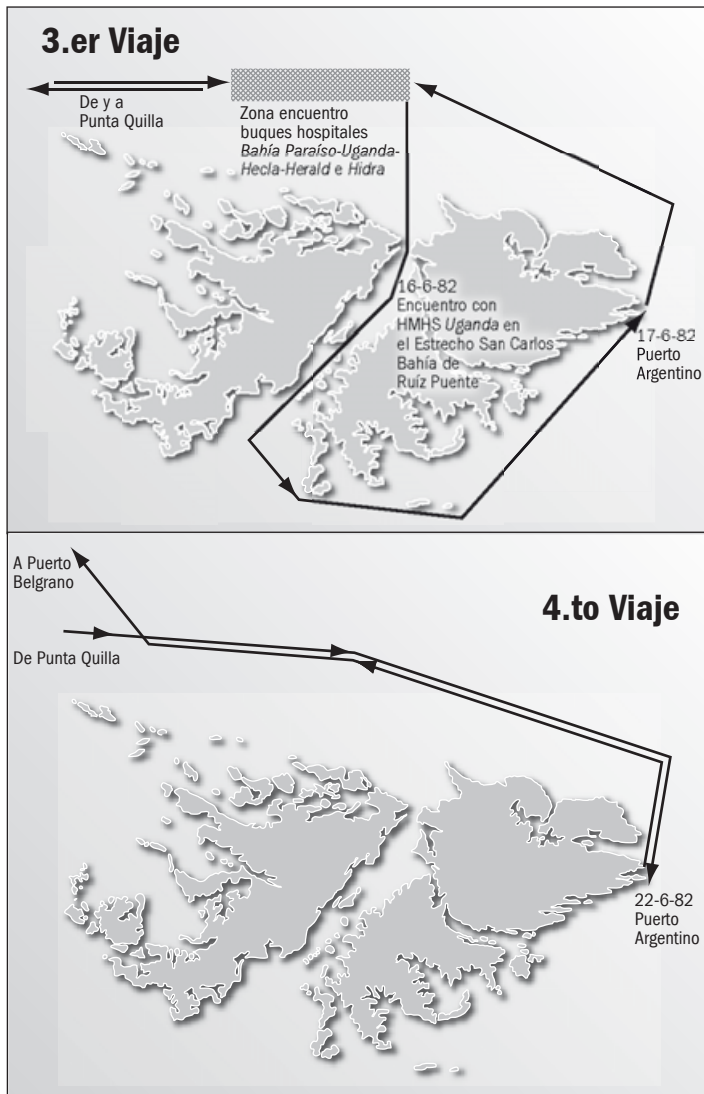 3.er Viaje
De y a
Punta Quilla
Zona encuentro
buques hospitales
Bahía Paraíso-Uganda-
Hecla-Herald e Hidra
16-6-82
Encuentro con
HMHS Uganda en
el Estrecho San Carlos
Bahía de
Ruíz Puente
17-6-82
Puerto
Argentino
A Puerto
Belgrano
4.to Viaje
De Punta Quilla
22-6-82
Puerto
Argentino